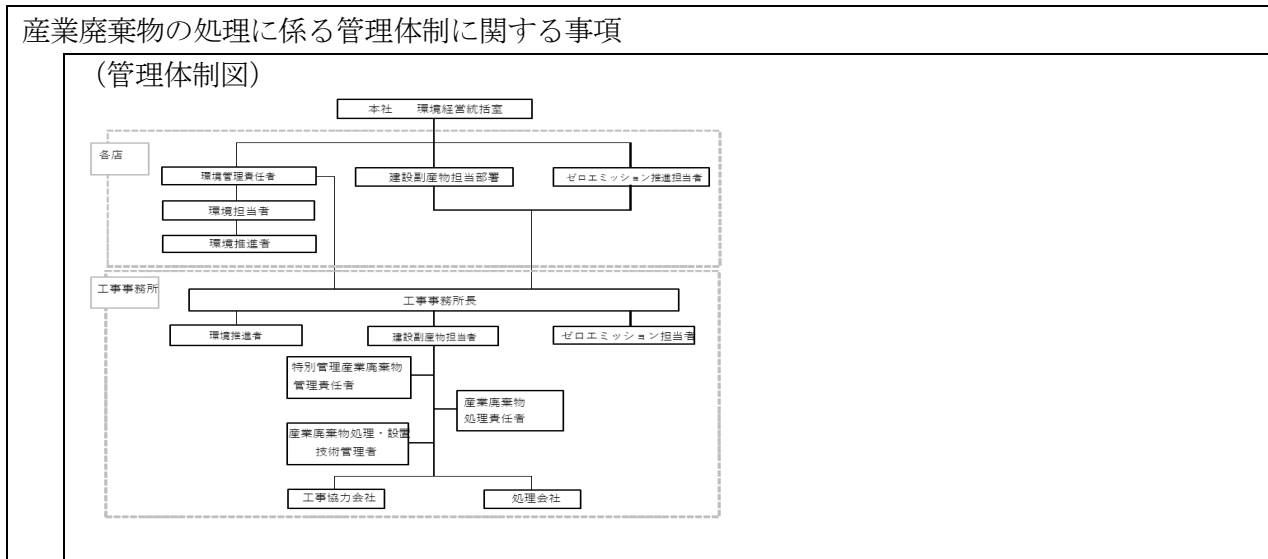 産業廃棄物の処理に係る管理体制に関する事項
（管理体制図）
本社　環境経営統括室
各店
環境管理責任者
建設副産物担当部署
ゼロエミッション推進担当者
環境担当者
環境推進者
工事事務所
工事事務所長
環境推進者
建設副産物担当者
ゼロエミッション担当者
特別管理産業廃棄物
管理責任者
産業廃棄物
処理責任者
産業廃棄物処理・設置
技術管理者
工事協力会社
処理会社